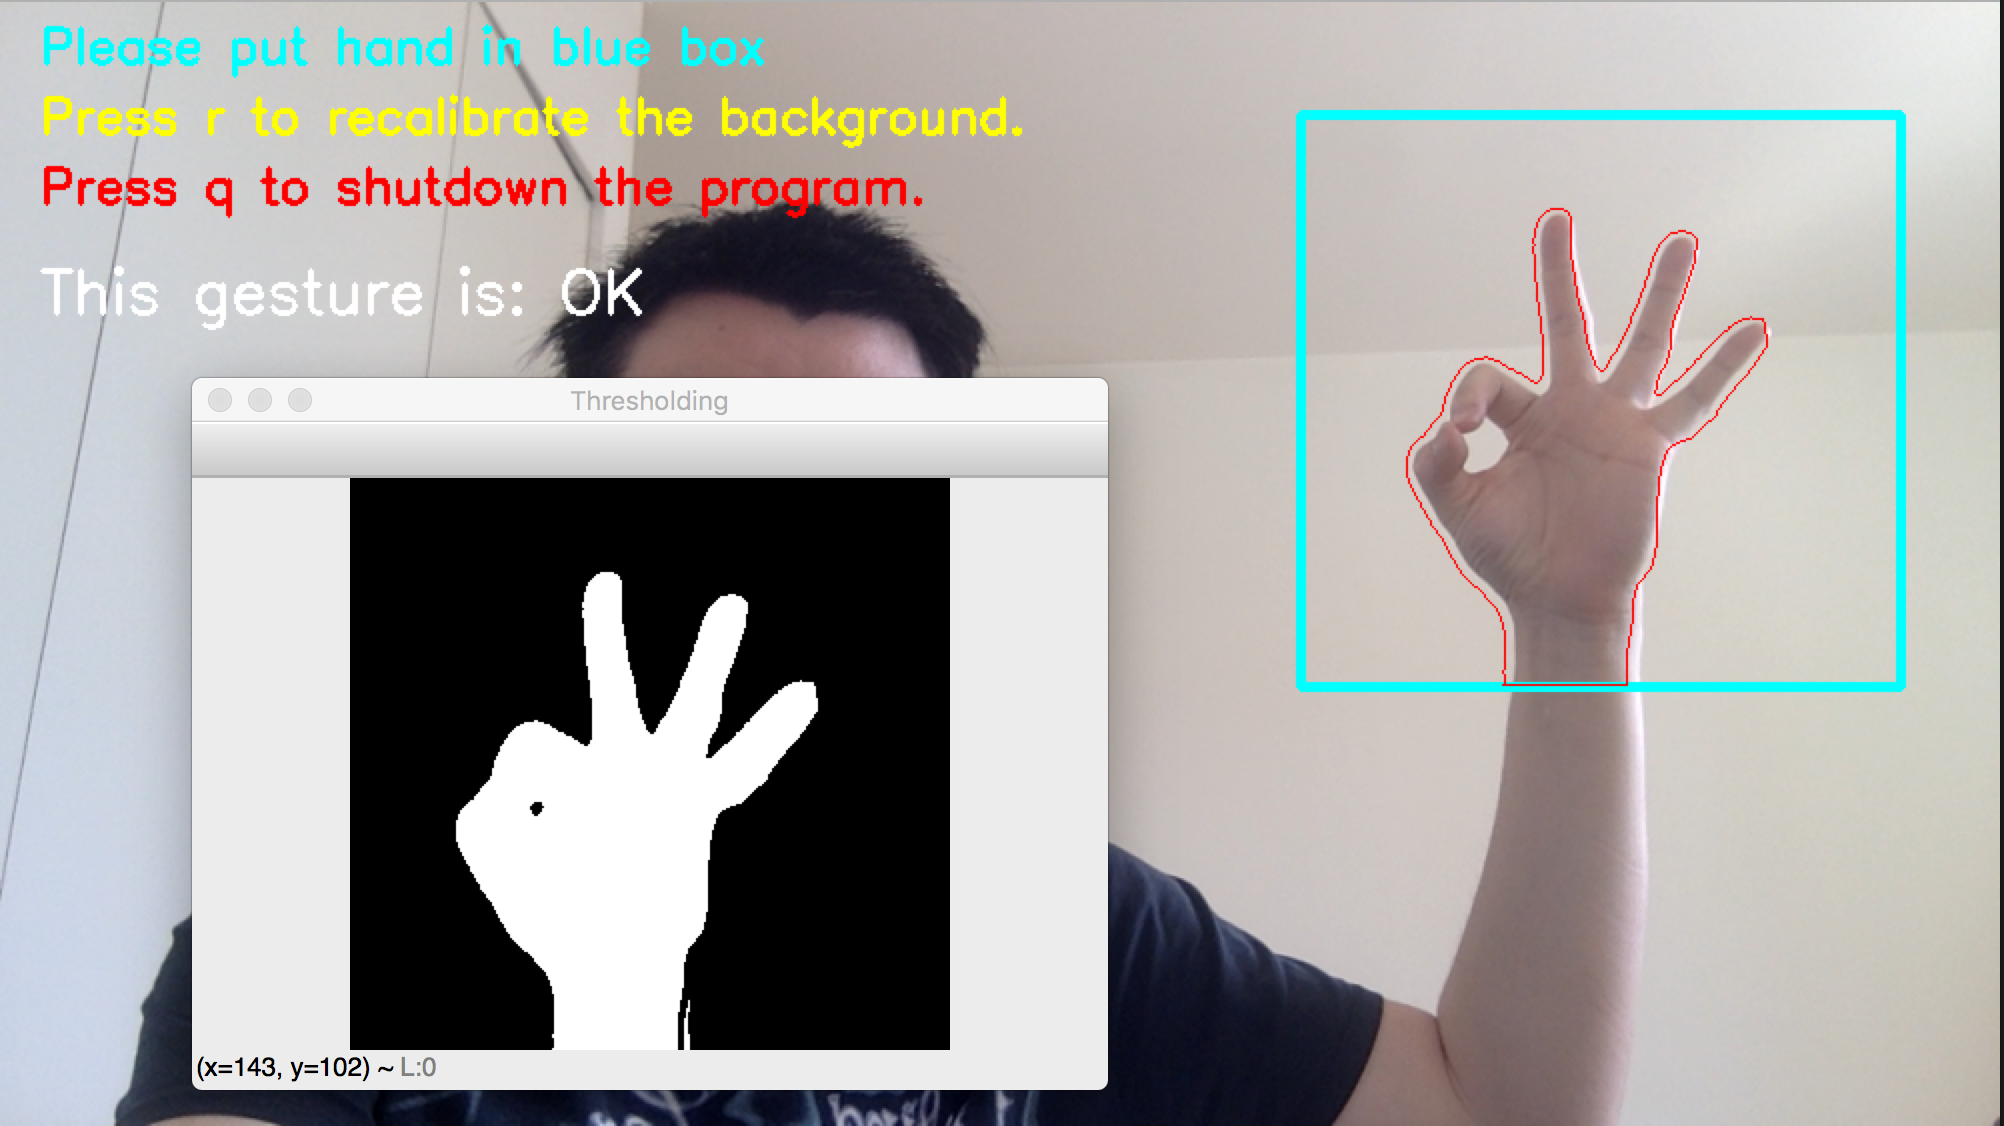 Please put hand in blue box
Press r to recalibrate the background.
Press q to shutdown the program.
This gesture is: OK
Thresholding
(x=143, y=102) ~ L:0